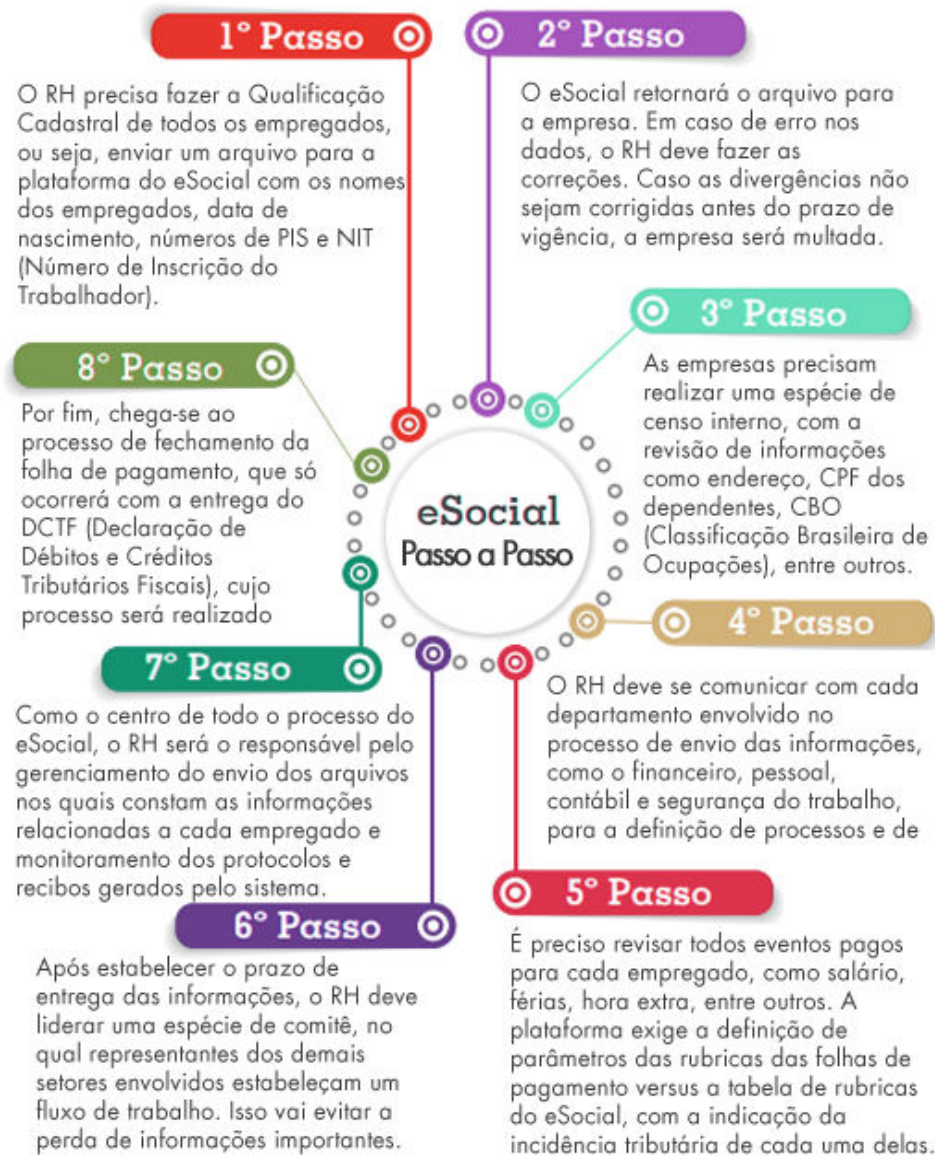 1º Passo
O RH precisa fazer a Qualificação
Cadastral de todos os empregados,
ou seja, enviar um arquivo para a
plataforma do eSocial com os nomes
dos empregados, data de
nascimento, números de PIS e NIT
(Número de Inscrição do
Trabalhador).
2º Passo
O eSocial retornará o arquivo para
a empresa. Em caso de erro nos
dados, o RH deve fazer as
correções. Caso as divergências não
sejam corrigidas antes do prazo de
vigência, a empresa será multada.
3º Passo
As empresas precisam
realizar uma espécie de
censo interno, com a
revisão de informações
como endereço, CPF dos
dependentes, CBO
(Classificação Brasileira de
Ocupações), entre outros.
eSocial
Passo a Passo
4º Passo
O RH deve se comunicar com cada
departamento envolvido no
processo de envio das informações,
como o financeiro, pessoal,
contábil e segurança do trabalho,
para a definição de processos e de
5º Passo
É preciso revisar todos eventos pagos
para cada empregado, como salário,
férias, hora extra, entre outros. A
plataforma exige a definição de
parâmetros das rubricas das folhas de
pagamento versus a tabela de rubricas
do eSocial, com a indicação da
incidência tributária de cada uma delas.
6º Passo
Após estabelecer o prazo de
entrega das informações, o RH deve
liderar uma espécie de comitê, no
qual representantes dos demais
setores envolvidos estabeleçam um
fluxo de trabalho. Isso vai evitar a
perda de informações importantes.
7º Passo
Como o centro de todo o processo do
eSocial, o RH será o responsável pelo
gerenciamento do envio dos arquivos
nos quais constam as informações
relacionadas a cada empregado e
monitoramento dos protocolos e
recibos gerados pelo sistema.
8º Passo
Por fim, chega-se ao
processo de fechamento da
folha de pagamento, que só
ocorrerá com a entrega do
DCTF (Declaração de
Débitos e Créditos
Tributários Fiscais), cujo
processo será realizado